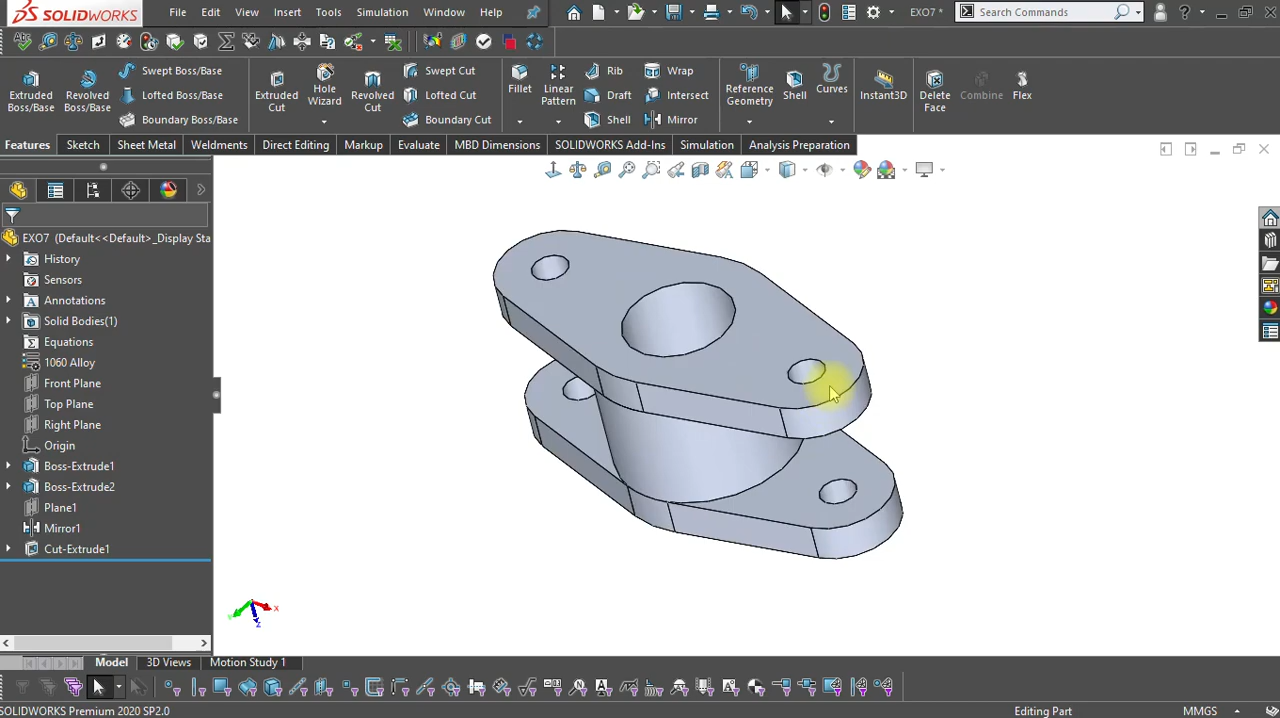 SOLIDWORKS File Edit View Insert Tools Simulation Window Help EXO7 * Search Commands ?
Extruded Boss/Base Revolved Boss/Base Swept Boss/Base Lofted Boss/Base Boundary Boss/Base
Extruded Cut Hole Wizard Revolved Cut Swept Cut Lofted Cut Boundary Cut
Fillet Linear Pattern Rib Draft Shell Wrap Intersect Mirror
Reference Geometry Shell Curves Instant3D Delete Face Combine Flex
Features Sketch Sheet Metal Weldments Direct Editing Markup Evaluate MBD Dimensions SOLIDWORKS Add-Ins Simulation Analysis Preparation
EXO7 (Default<<Default>_Display Sta
History
Sensors
Annotations
Solid Bodies(1)
Equations
1060 Alloy
Front Plane
Top Plane
Right Plane
Origin
Boss-Extrude1
Boss-Extrude2
Plane1
Mirror1
Cut-Extrude1
Y X Z
Model 3D Views Motion Study 1
SOLIDWORKS Premium 2020 SP2.0 Editing Part MMGS